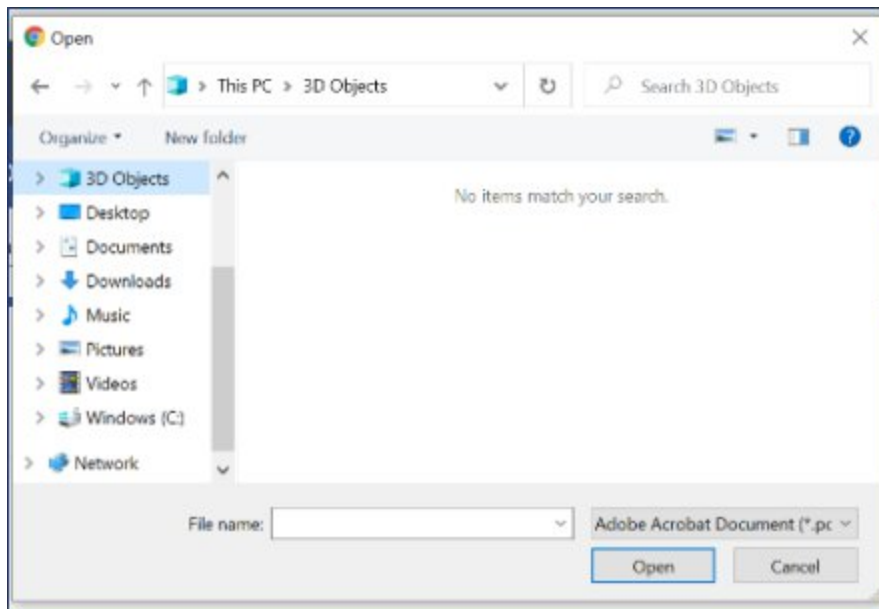 Open
This PC > 3D Objects
Search 3D Objects
Organize
New folder
3D Objects
No items match your search.
Desktop
Documents
Downloads
Music
Pictures
Videos
Windows (C:)
Network
File name:
Adobe Acrobat Document (*.pc
Open
Cancel